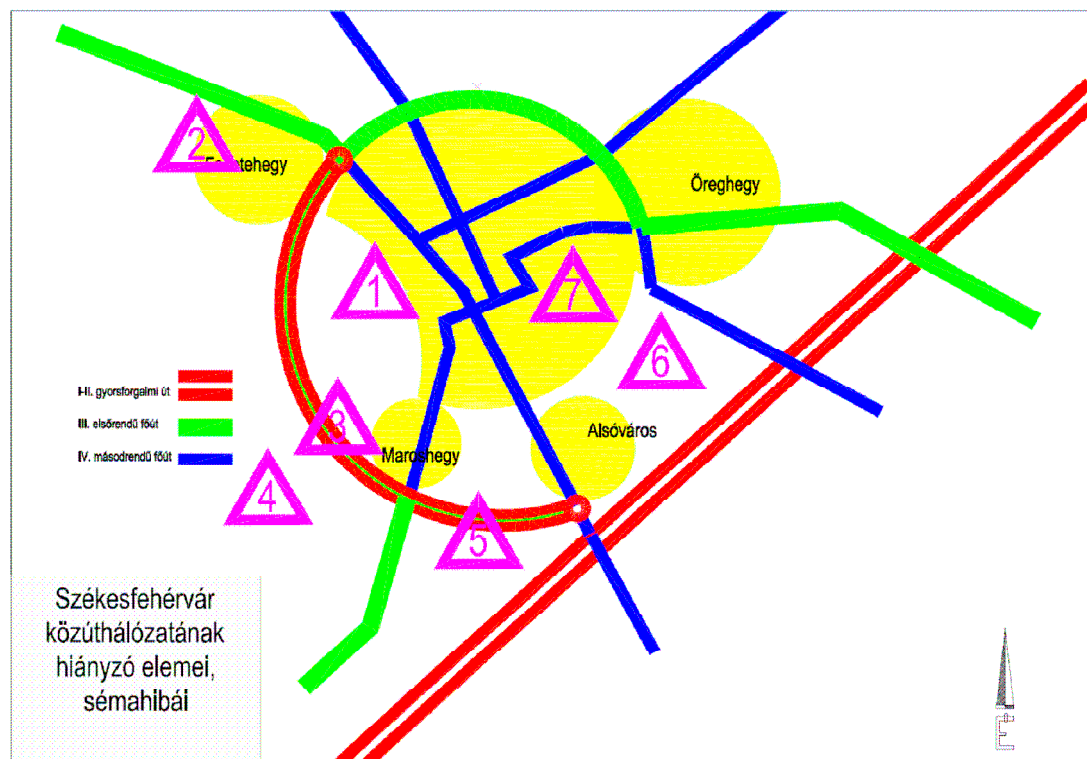 2
Öreghegy
1
7
6
I-II. gyorsforgalmi út
III. elsőrendű főút
IV. másodrendű főút
3
Maroshegy
Alsóváros
4
5
Székesfehérvár
közúthálózatának
hiányzó elemei,
sémahibái
É